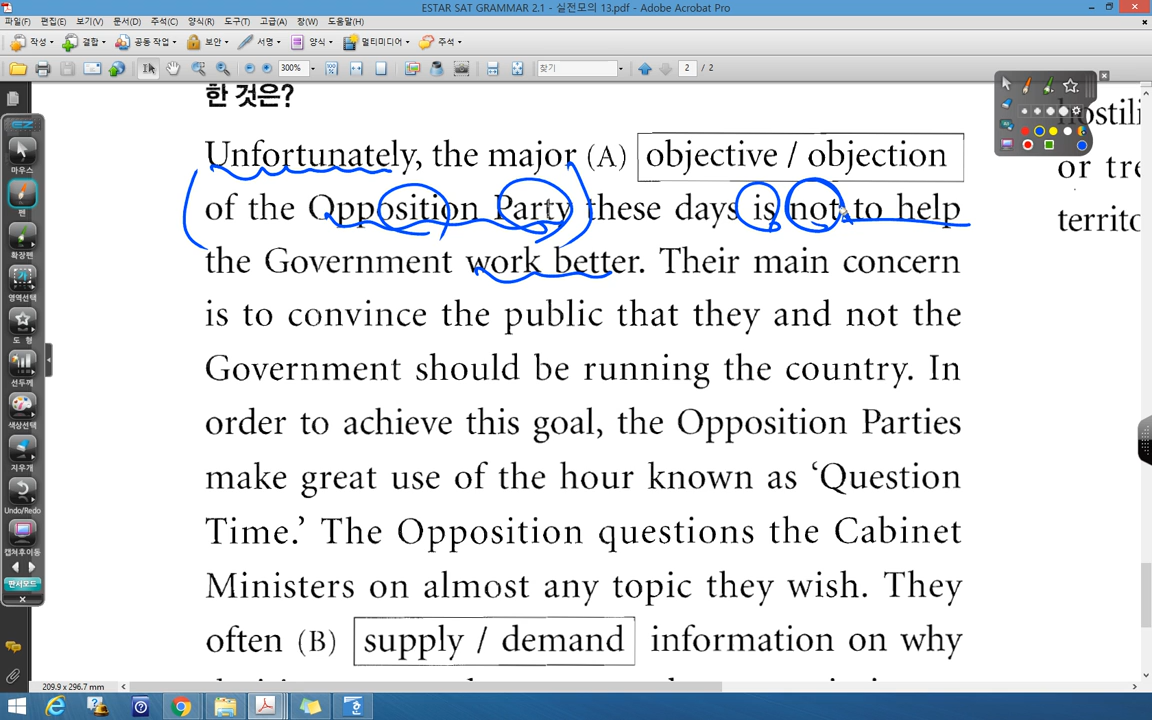 ESTAR SAT GRAMMAR 2.1 - 실전모의 13.pdf - Adobe Acrobat Pro
파일(F) 편집(E) 보기(V) 문서(D) 주석(C) 양식(R) 도구(T) 고급(A) 창(W) 도움말(H)
작성 결합 공동 작업 보안 서명 양식 멀티미디어 주석
300% 찾기 2 / 2
한 것은?
Unfortunately, the major (A) objective / objection
of the Opposition Party these days is not to help
the Government work better. Their main concern
is to convince the public that they and not the
Government should be running the country. In
order to achieve this goal, the Opposition Parties
make great use of the hour known as ‘Question
Time.’ The Opposition questions the Cabinet
Ministers on almost any topic they wish. They
often (B) supply / demand information on why
hostili
or tre
territo
EZ
마우스
펜
확장펜
영역선택
도 형
선두께
색상선택
지우개
Undo/Redo
캡쳐후이동
판서모드
209.9 x 296.7 mm